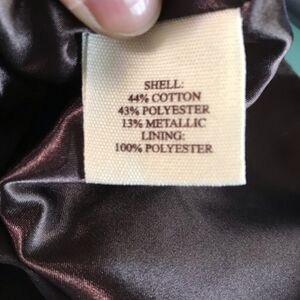 SHELL:
44% COTTON
43% POLYESTER
13% METALLIC
LINING:
100% POLYESTER